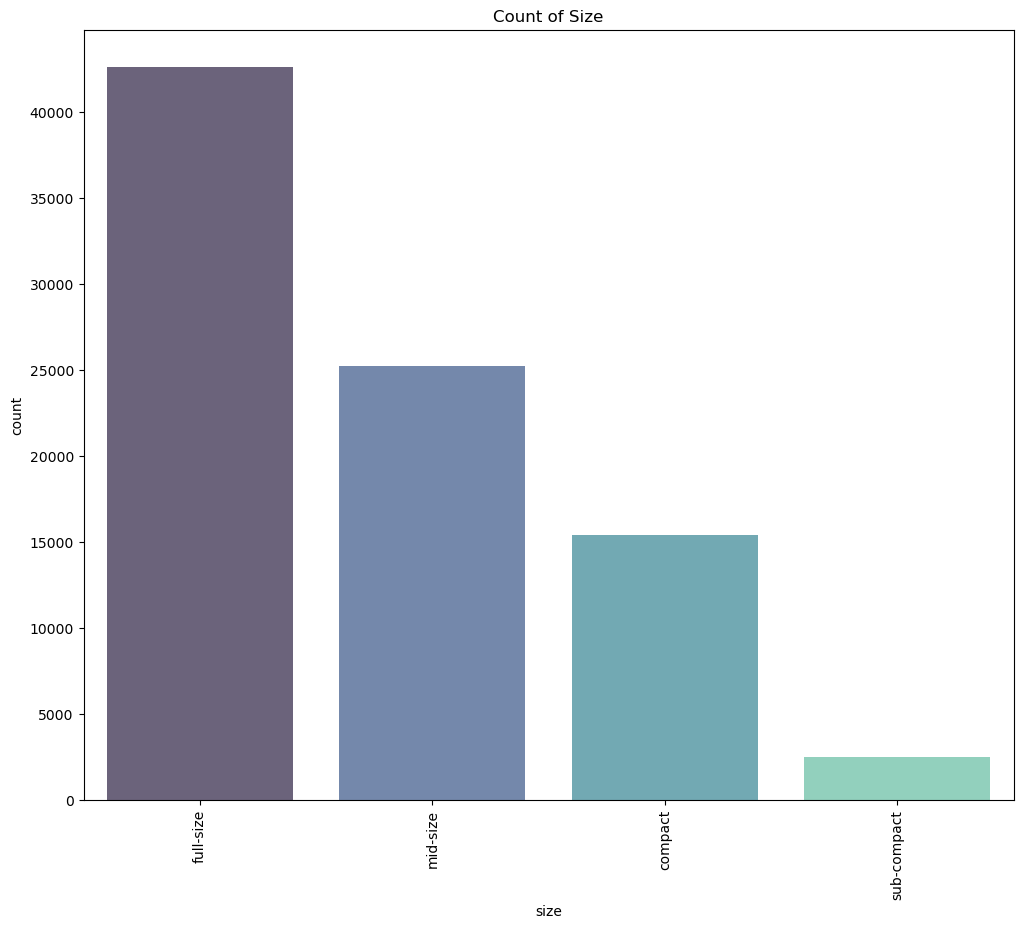 Count of Size
40000
35000
30000
25000
20000
15000
10000
5000
0
count
full-size
mid-size
compact
sub-compact
size